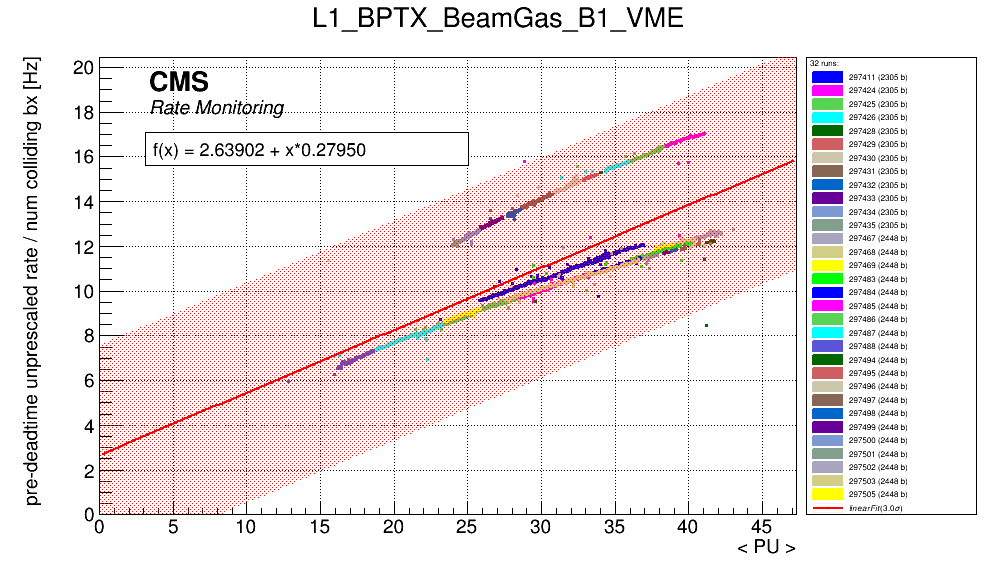 L1_BPTX_BeamGas_B1_VME
pre-deadtime unprescaled rate / num colliding bx [Hz]
CMS
Rate Monitoring
f(x) = 2.63902 + x*0.27950
20
18
16
14
12
10
8
6
4
2
0
0 5 10 15 20 25 30 35 40 45
< PU >
32 runs:
297411 (2305 b)
297424 (2305 b)
297425 (2305 b)
297426 (2305 b)
297428 (2305 b)
297429 (2305 b)
297430 (2305 b)
297431 (2305 b)
297432 (2305 b)
297433 (2305 b)
297434 (2305 b)
297435 (2305 b)
297467 (2448 b)
297468 (2448 b)
297469 (2448 b)
297483 (2448 b)
297484 (2448 b)
297485 (2448 b)
297486 (2448 b)
297487 (2448 b)
297488 (2448 b)
297494 (2448 b)
297495 (2448 b)
297496 (2448 b)
297497 (2448 b)
297498 (2448 b)
297499 (2448 b)
297500 (2448 b)
297501 (2448 b)
297502 (2448 b)
297503 (2448 b)
297505 (2448 b)
linearFit(3.0σ)